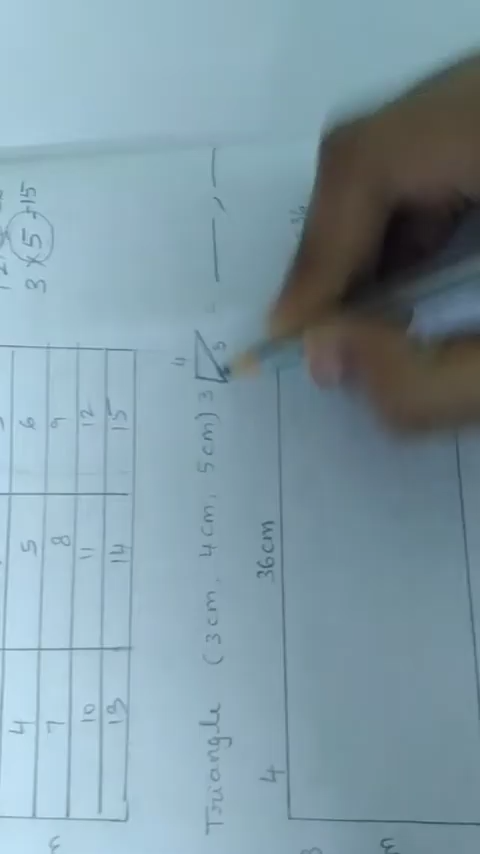 4 5 6
3 × 5 = 15
7 8 9
10 11 12
13 14 15
4
Triangle (3cm, 4cm, 5cm) 3 5
4 36cm